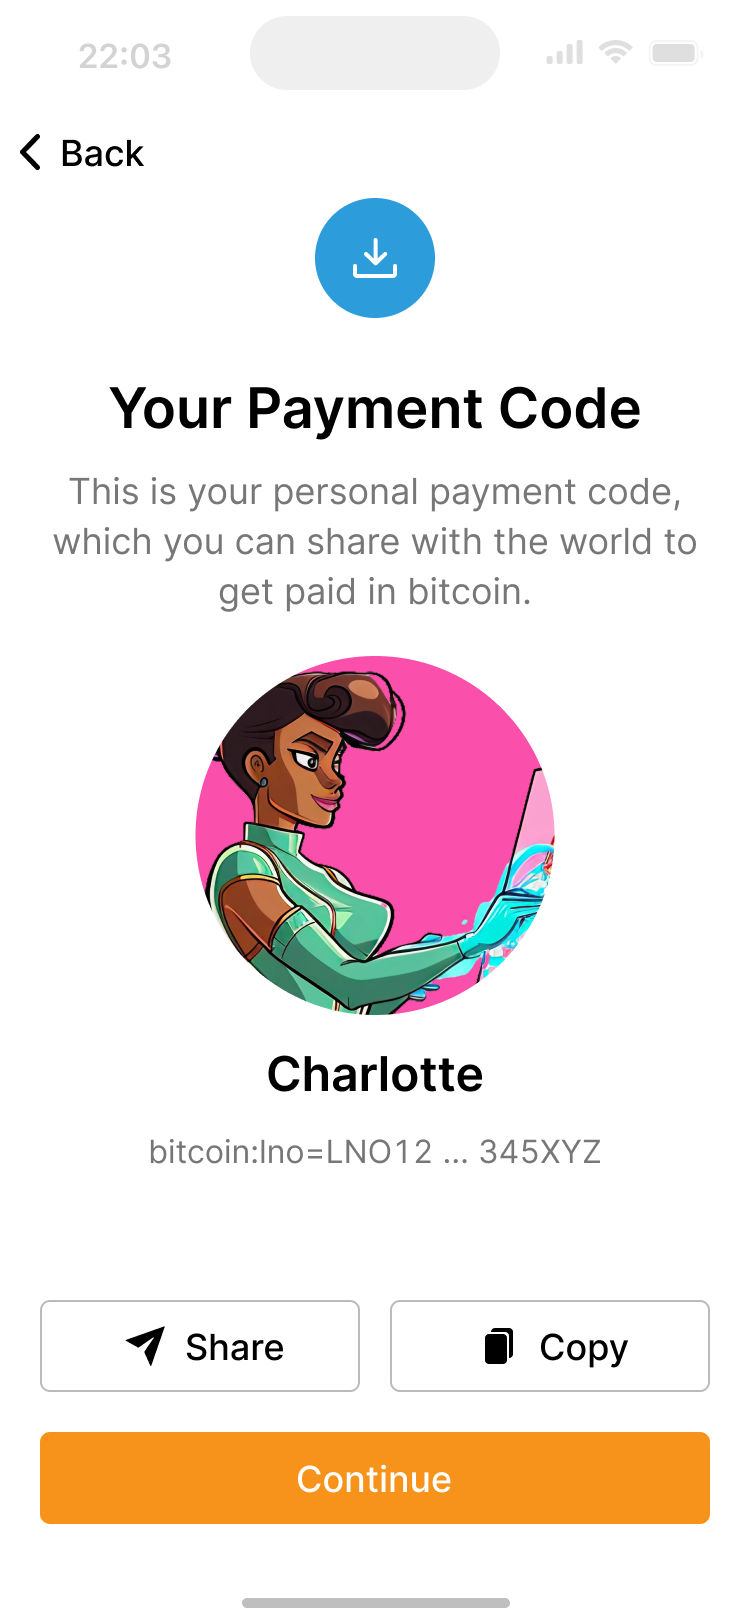 22:03
Back
Your Payment Code
This is your personal payment code,
which you can share with the world to
get paid in bitcoin.
Charlotte
bitcoin:lno=LNO12 ... 345XYZ
Share
Copy
Continue